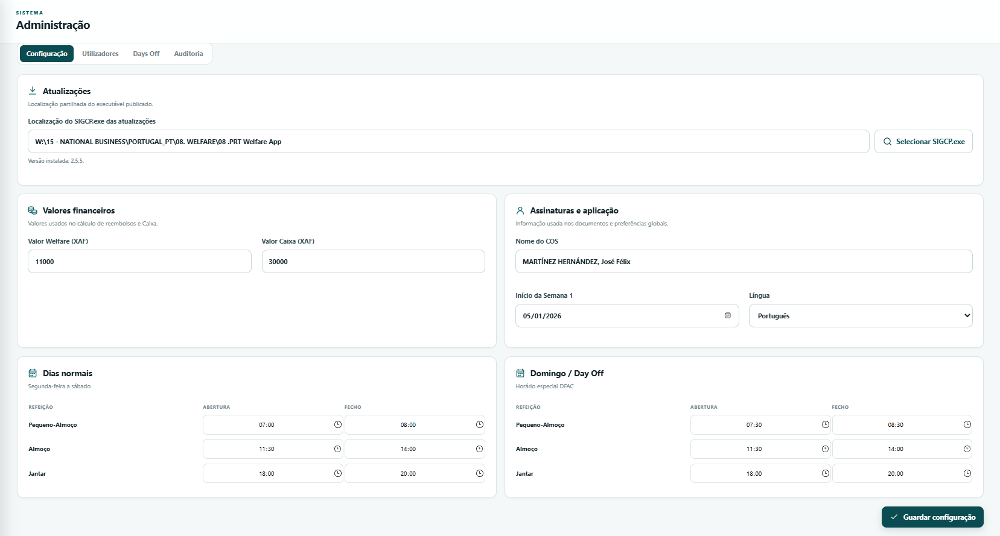 SISTEMA
Administração
Configuração Utilizadores Days Off Auditoria
Atualizações
Localização partilhada do executável publicado.
Localização do SIGCP.exe das atualizações
W:\15 - NATIONAL BUSINESS\PORTUGAL_PT\08. WELFARE\08 .PRT Welfare App
Selecionar SIGCP.exe
Versão instalada: 2.5.5.
Valores financeiros
Valores usados no cálculo de reembolsos e Caixa.
Valor Welfare (XAF) Valor Caixa (XAF)
11000 30000
Assinaturas e aplicação
Informação usada nos documentos e preferências globais.
Nome do COS
MARTÍNEZ HERNÁNDEZ, José Félix
Início da Semana 1 Língua
05/01/2026 Português
Dias normais
Segunda-feira a sábado
REFEIÇÃO ABERTURA FECHO
Pequeno-Almoço 07:00 08:00
Almoço 11:30 14:00
Jantar 18:00 20:00
Domingo / Day Off
Horário especial DFAC
REFEIÇÃO ABERTURA FECHO
Pequeno-Almoço 07:30 08:30
Almoço 11:30 14:00
Jantar 18:00 20:00
Guardar configuração